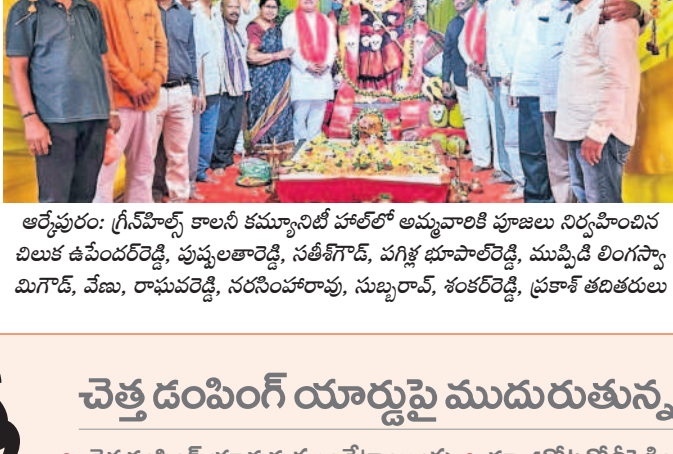 ఆర్కేపురం: గ్రీన్‌హిల్స్ కాలనీ కమ్యూనిటీ హాల్‌లో అమ్మవారికి పూజలు నిర్వహించిన
చిలుక ఉపేందర్‌రెడ్డి, పుష్పలతారెడ్డి, సతీశ్‌గౌడ్, పగిళ్ల భూపాల్‌రెడ్డి, ముప్పిడి లింగస్వా
మిగౌడ్, వేణు, రాఘవరెడ్డి, నరసింహారావు, సుబ్బరావ్, శంకర్‌రెడ్డి, ప్రకాశ్ తదితరులు
చెత్త డంపింగ్ యార్డుపై ముదురుతున్న